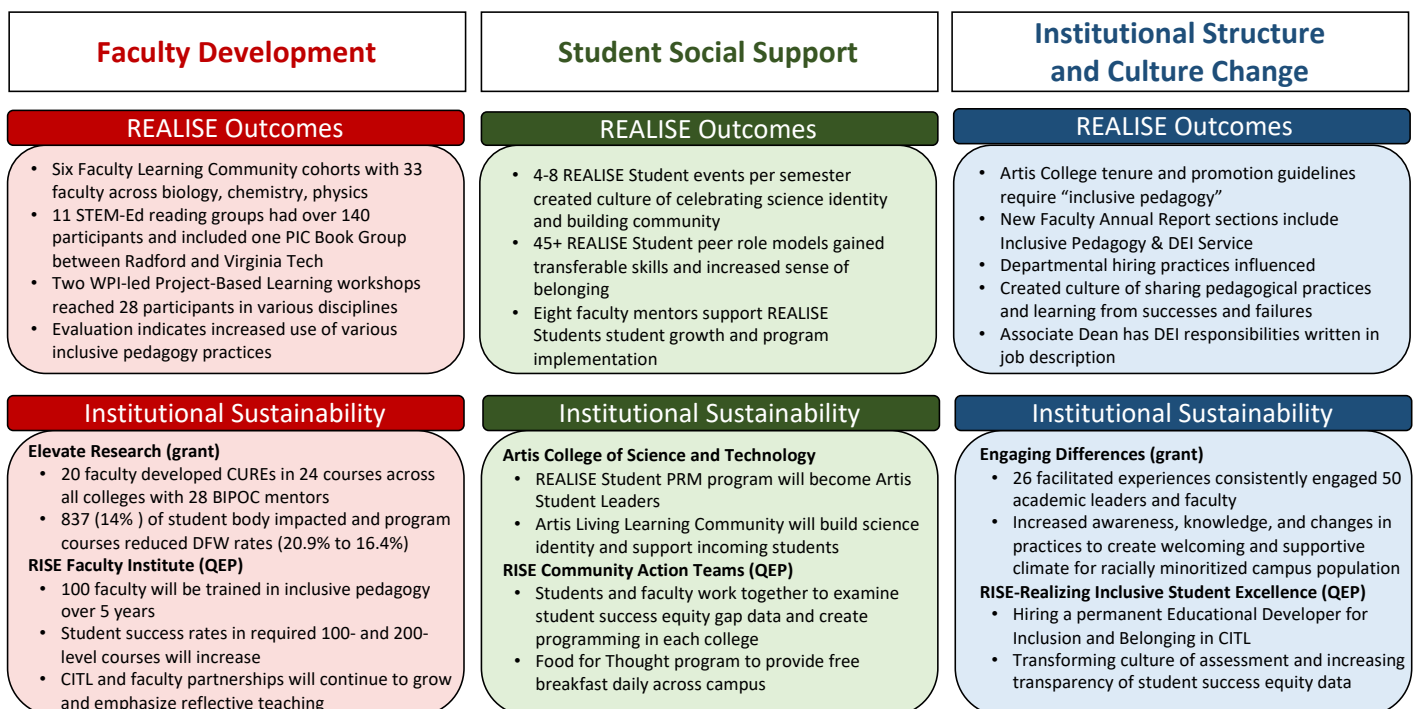 Faculty Development
REALISE Outcomes
• Six Faculty Learning Community cohorts with 33
faculty across biology, chemistry, physics
• 11 STEM-Ed reading groups had over 140
participants and included one PIC Book Group
between Radford and Virginia Tech
• Two WPI-led Project-Based Learning workshops
reached 28 participants in various disciplines
• Evaluation indicates increased use of various
inclusive pedagogy practices
Institutional Sustainability
Elevate Research (grant)
• 20 faculty developed CUREs in 24 courses across
all colleges with 28 BIPOC mentors
• 837 (14% ) of student body impacted and program
courses reduced DFW rates (20.9% to 16.4%)
RISE Faculty Institute (QEP)
• 100 faculty will be trained in inclusive pedagogy
over 5 years
• Student success rates in required 100- and 200-
level courses will increase
• CITL and faculty partnerships will continue to grow
and emphasize reflective teaching
Student Social Support
REALISE Outcomes
• 4-8 REALISE Student events per semester
created culture of celebrating science identity
and building community
• 45+ REALISE Student peer role models gained
transferable skills and increased sense of
belonging
• Eight faculty mentors support REALISE
Students student growth and program
implementation
Institutional Sustainability
Artis College of Science and Technology
• REALISE Student PRM program will become Artis
Student Leaders
• Artis Living Learning Community will build science
identity and support incoming students
RISE Community Action Teams (QEP)
• Students and faculty work together to examine
student success equity gap data and create
programming in each college
• Food for Thought program to provide free
breakfast daily across campus
Institutional Structure
and Culture Change
REALISE Outcomes
• Artis College tenure and promotion guidelines
require “inclusive pedagogy”
• New Faculty Annual Report sections include
Inclusive Pedagogy & DEI Service
• Departmental hiring practices influenced
• Created culture of sharing pedagogical practices
and learning from successes and failures
• Associate Dean has DEI responsibilities written in
job description
Institutional Sustainability
Engaging Differences (grant)
• 26 facilitated experiences consistently engaged 50
academic leaders and faculty
• Increased awareness, knowledge, and changes in
practices to create welcoming and supportive
climate for racially minoritized campus population
RISE-Realizing Inclusive Student Excellence (QEP)
• Hiring a permanent Educational Developer for
Inclusion and Belonging in CITL
• Transforming culture of assessment and increasing
transparency of student success equity data